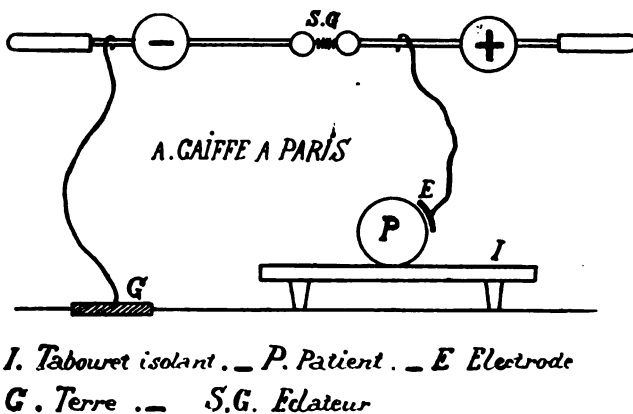 S.G
− +
A. GAIFFE A PARIS
E
P
I
G
I. Tabouret isolant. _ P. Patient. _ E Electrode
G. Terre. _ S.G. Eclateur